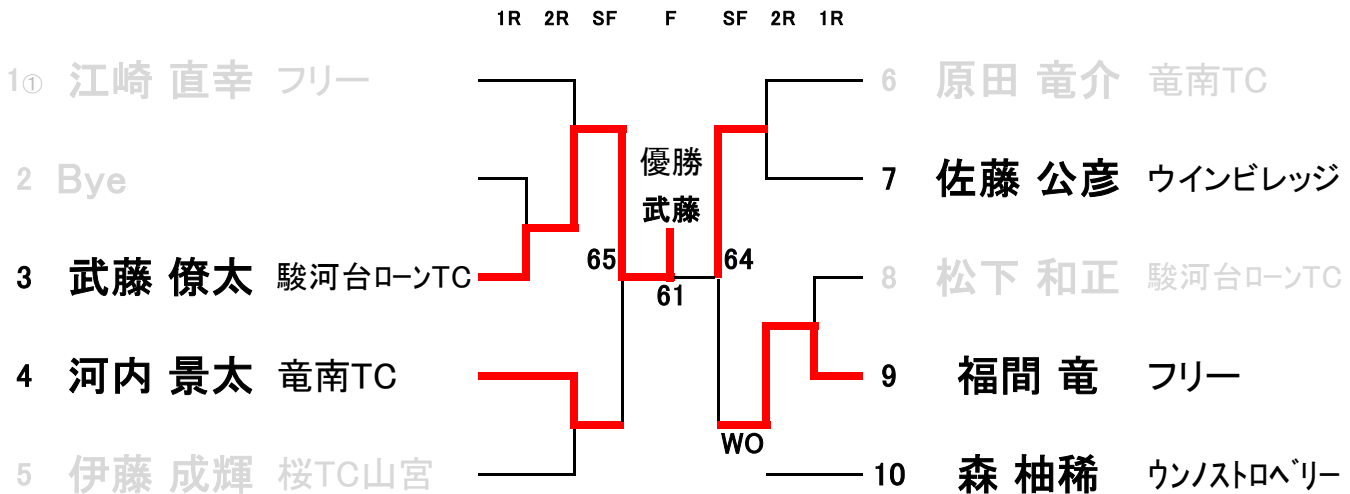 1R 2R SF F SF 2R 1R
1① 江崎 直幸 フリー
6 原田 竜介 竜南TC
2 Bye
優勝
武藤
7 佐藤 公彦 ウインビレッジ
3 武藤 僚太 駿河台ローンTC
65
61
64
8 松下 和正 駿河台ローンTC
4 河内 景太 竜南TC
9 福間 竜 フリー
WO
5 伊藤 成輝 桜TC山宮
10 森 柚稀 ウンノストロベリー